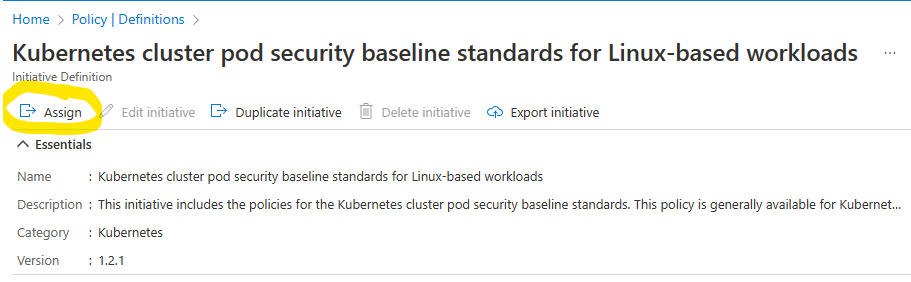 Home > Policy | Definitions >
Kubernetes cluster pod security baseline standards for Linux-based workloads ...
Initiative Definition
Assign Edit initiative Duplicate initiative Delete initiative Export initiative
Essentials
Name : Kubernetes cluster pod security baseline standards for Linux-based workloads
Description : This initiative includes the policies for the Kubernetes cluster pod security baseline standards. This policy is generally available for Kubernet...
Category : Kubernetes
Version : 1.2.1